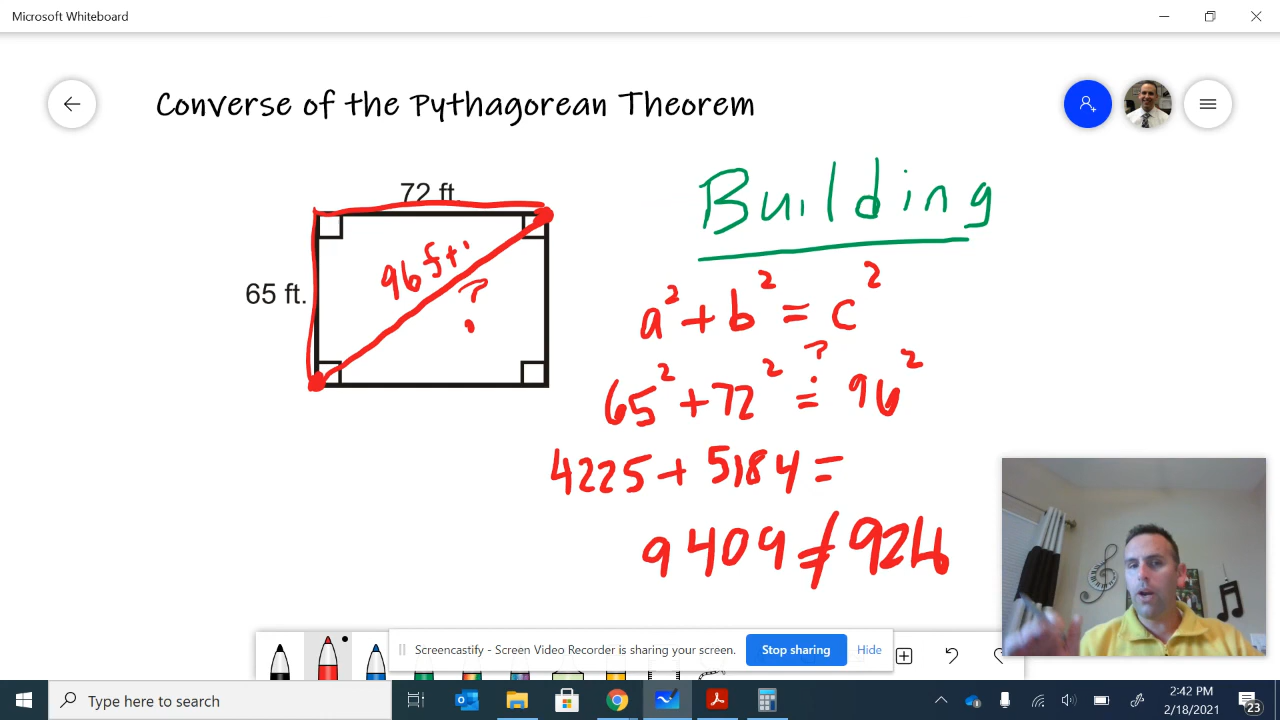 Microsoft Whiteboard
Converse of the Pythagorean Theorem
72 ft.
65 ft.
96 ft.
?
Building
a² + b² = c²
65² + 72² ≟ 96²
4225 + 5184 =
9409 ≠ 9216
Screencastify - Screen Video Recorder is sharing your screen.
Stop sharing
Hide
Type here to search
2:42 PM
2/18/2021
23